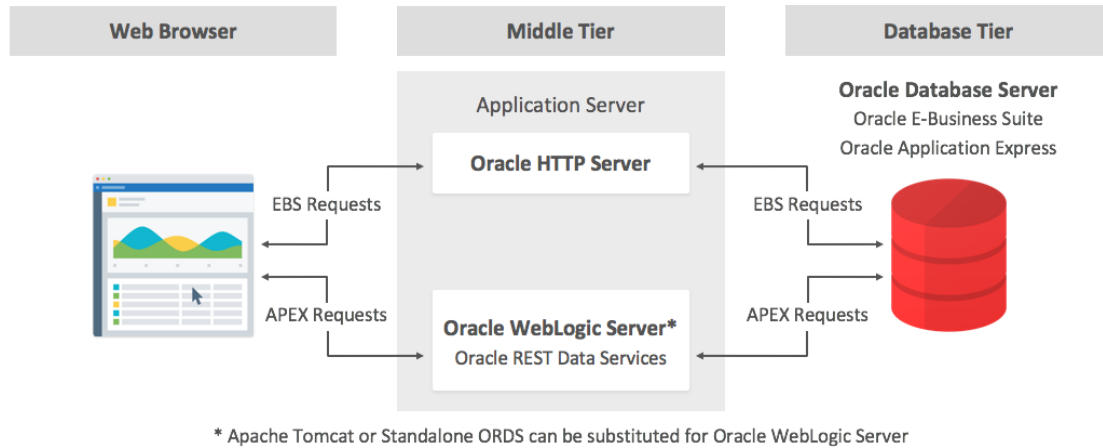 Web Browser
Middle Tier
Database Tier
Application Server
Oracle HTTP Server
Oracle Database Server
Oracle E-Business Suite
Oracle Application Express
EBS Requests
EBS Requests
APEX Requests
APEX Requests
Oracle WebLogic Server*
Oracle REST Data Services
* Apache Tomcat or Standalone ORDS can be substituted for Oracle WebLogic Server